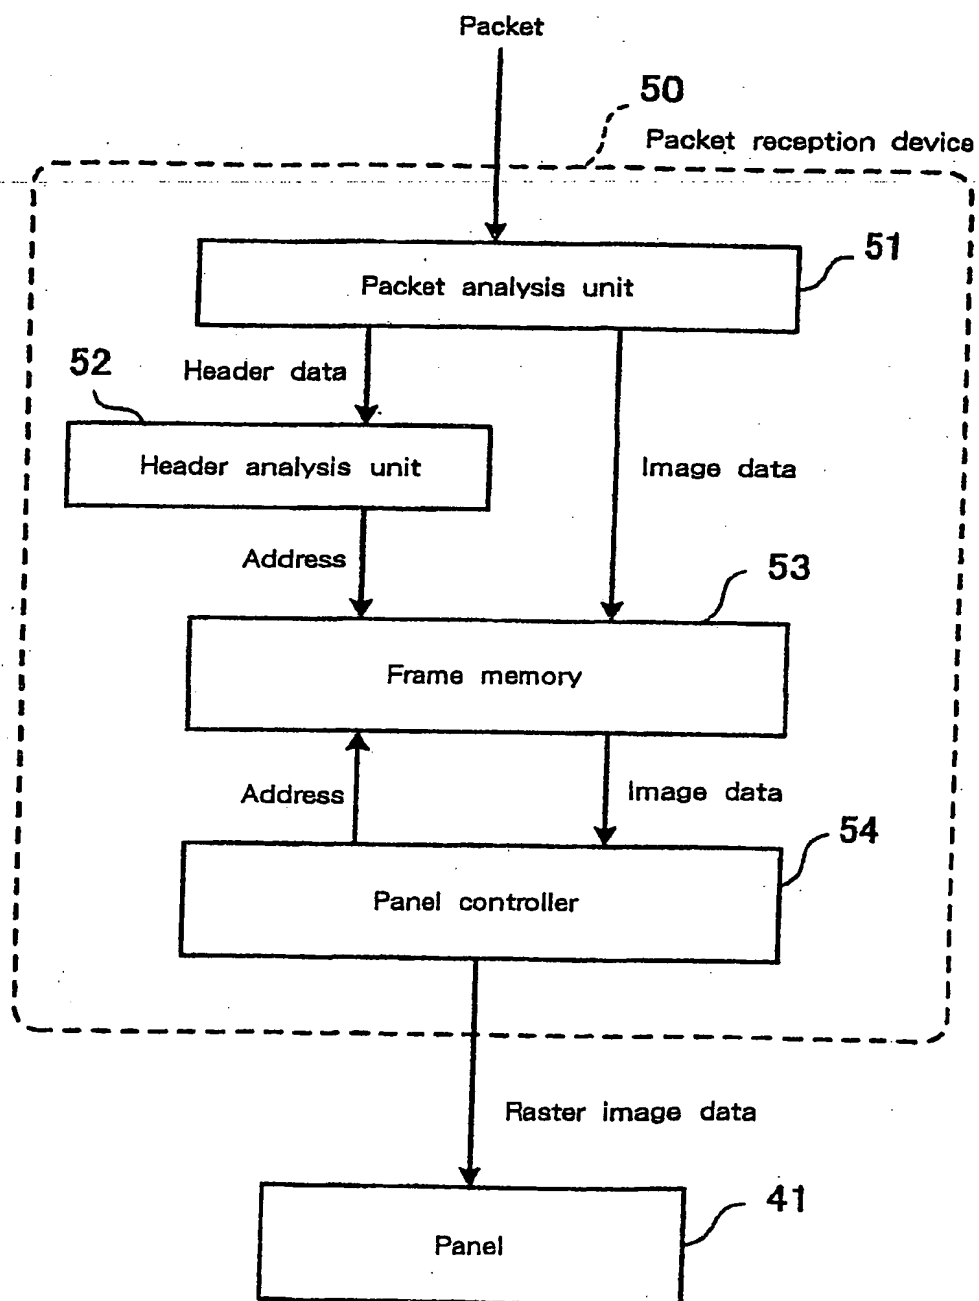 Packet
50
Packet reception device
51
Packet analysis unit
52
Header data
Header analysis unit
Image data
Address
53
Frame memory
Address
Image data
54
Panel controller
Raster image data
41
Panel